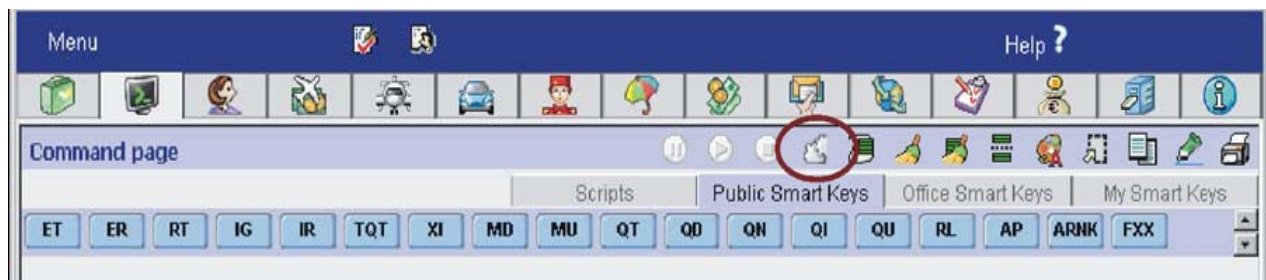 Menu Help ?
Command page
Scripts Public Smart Keys Office Smart Keys My Smart Keys
ET ER RT IG IR TQT XI MD MU QT QD QN QI QU RL AP ARNK FXX